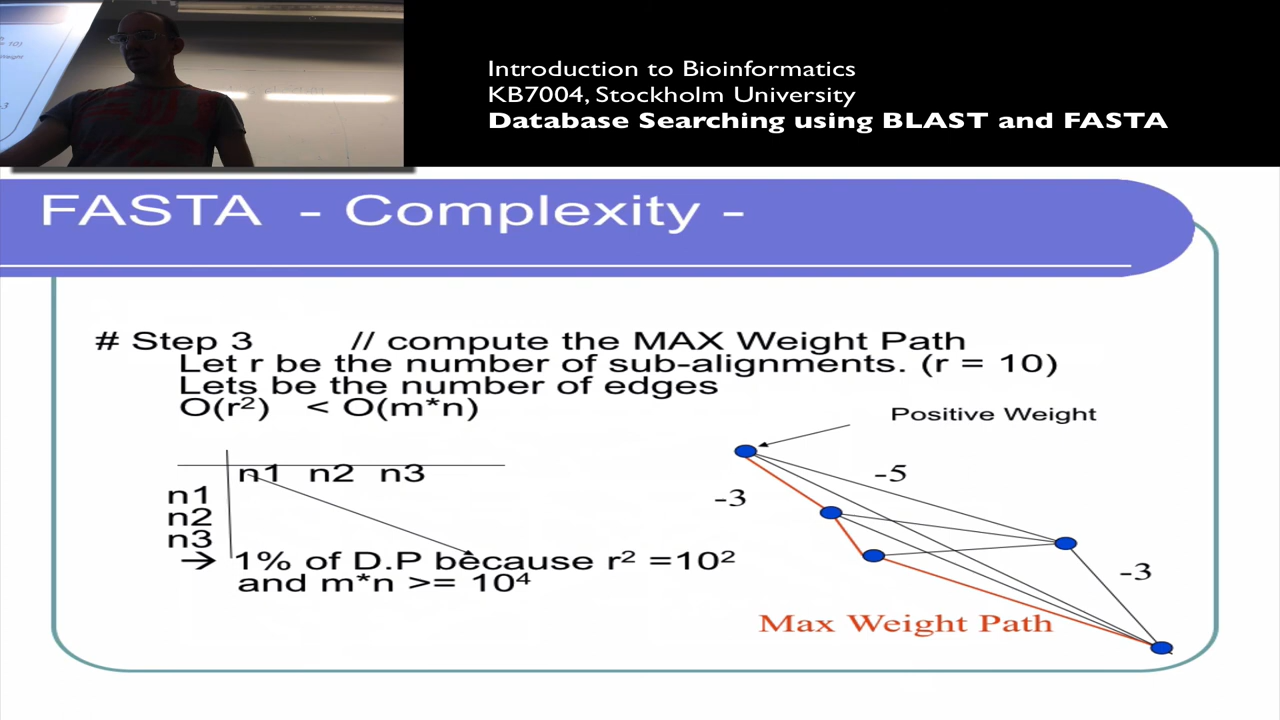 Introduction to Bioinformatics
KB7004, Stockholm University
Database Searching using BLAST and FASTA
= 10)
Weight
-3
FASTA - Complexity -
# Step 3 // compute the MAX Weight Path
Let r be the number of sub-alignments. (r = 10)
Lets be the number of edges
O(r²) < O(m*n)
Positive Weight
n1 n2 n3
n1
n2
n3
→ 1% of D.P because r² =10²
and m*n >= 10⁴
-5
-3
-3
Max Weight Path